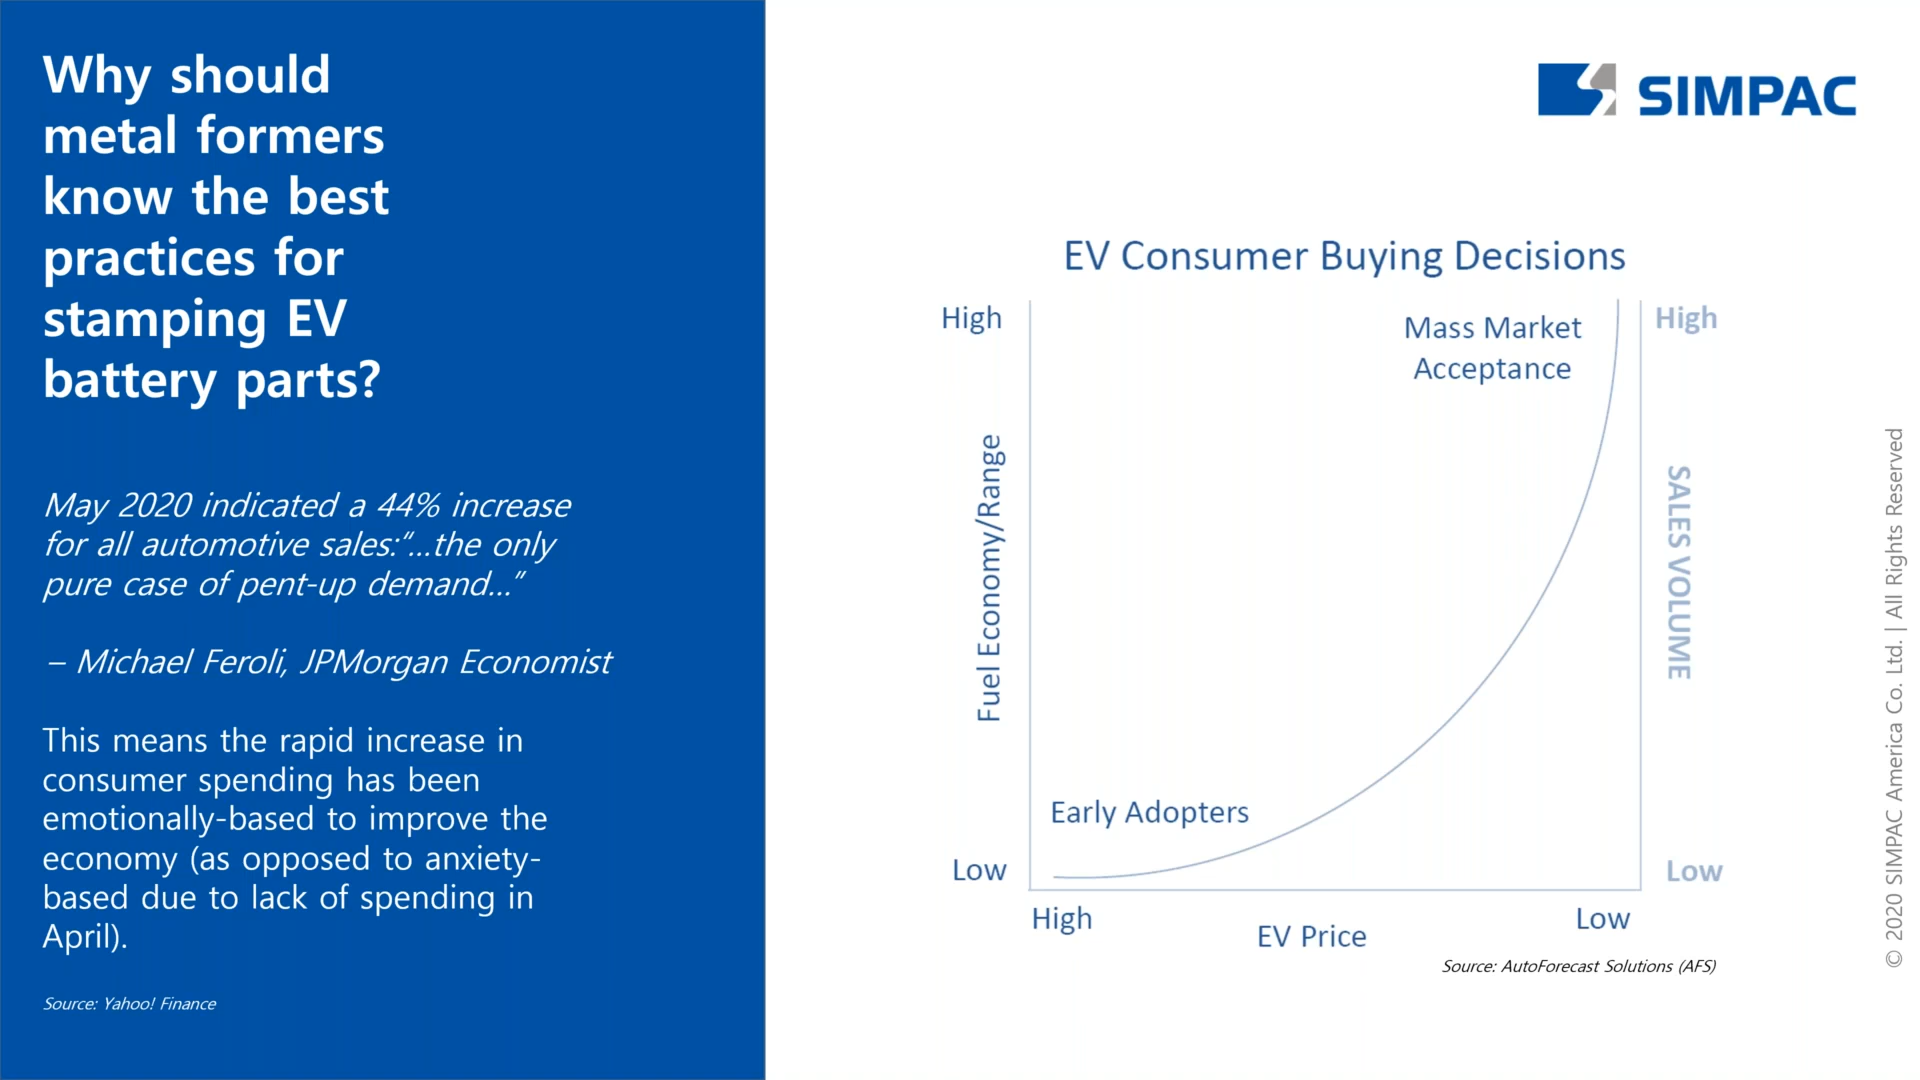 Why should
metal formers
know the best
practices for
stamping EV
battery parts?
May 2020 indicated a 44% increase
for all automotive sales:“...the only
pure case of pent-up demand...”
– Michael Feroli, JPMorgan Economist
This means the rapid increase in
consumer spending has been
emotionally-based to improve the
economy (as opposed to anxiety-
based due to lack of spending in
April).
Source: Yahoo! Finance
SIMPAC
EV Consumer Buying Decisions
High
Mass Market
Acceptance
High
Fuel Economy/Range
SALES VOLUME
Early Adopters
Low
Low
High
EV Price
Low
Source: AutoForecast Solutions (AFS)
© 2020 SIMPAC America Co. Ltd. | All Rights Reserved